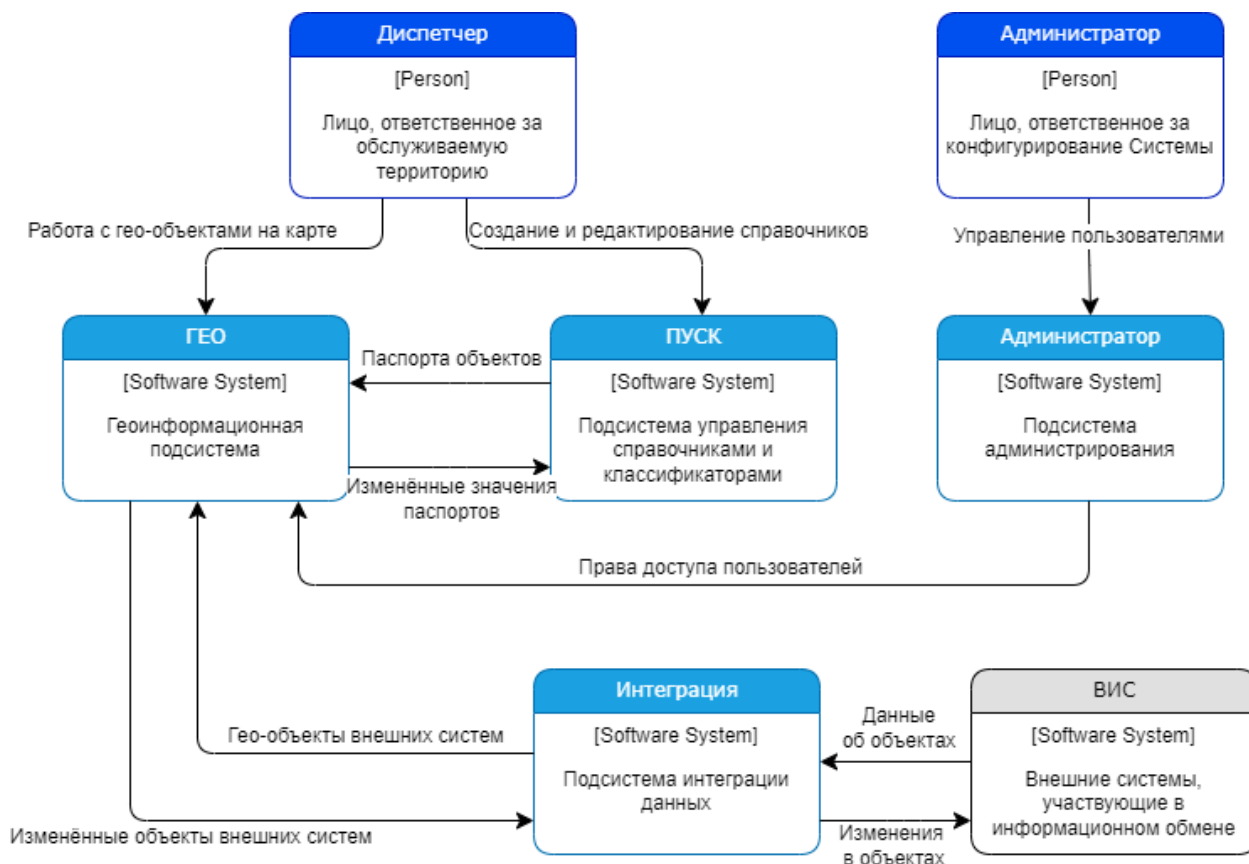 Диспетчер
[Person]
Лицо, ответственное за
обслуживаемую
территорию
Администратор
[Person]
Лицо, ответственное за
конфигурирование Системы
Работа с гео-объектами на карте
Создание и редактирование справочников
Управление пользователями
ГЕО
[Software System]
Геоинформационная
подсистема
Паспорта объектов
Изменённые значения
паспортов
ПУСК
[Software System]
Подсистема управления
справочниками и
классификаторами
Администратор
[Software System]
Подсистема
администрирования
Права доступа пользователей
Гео-объекты внешних систем
Изменённые объекты внешних систем
Интеграция
[Software System]
Подсистема интеграции
данных
Данные
об объектах
Изменения
в объектах
ВИС
[Software System]
Внешние системы,
участвующие в
информационном обмене